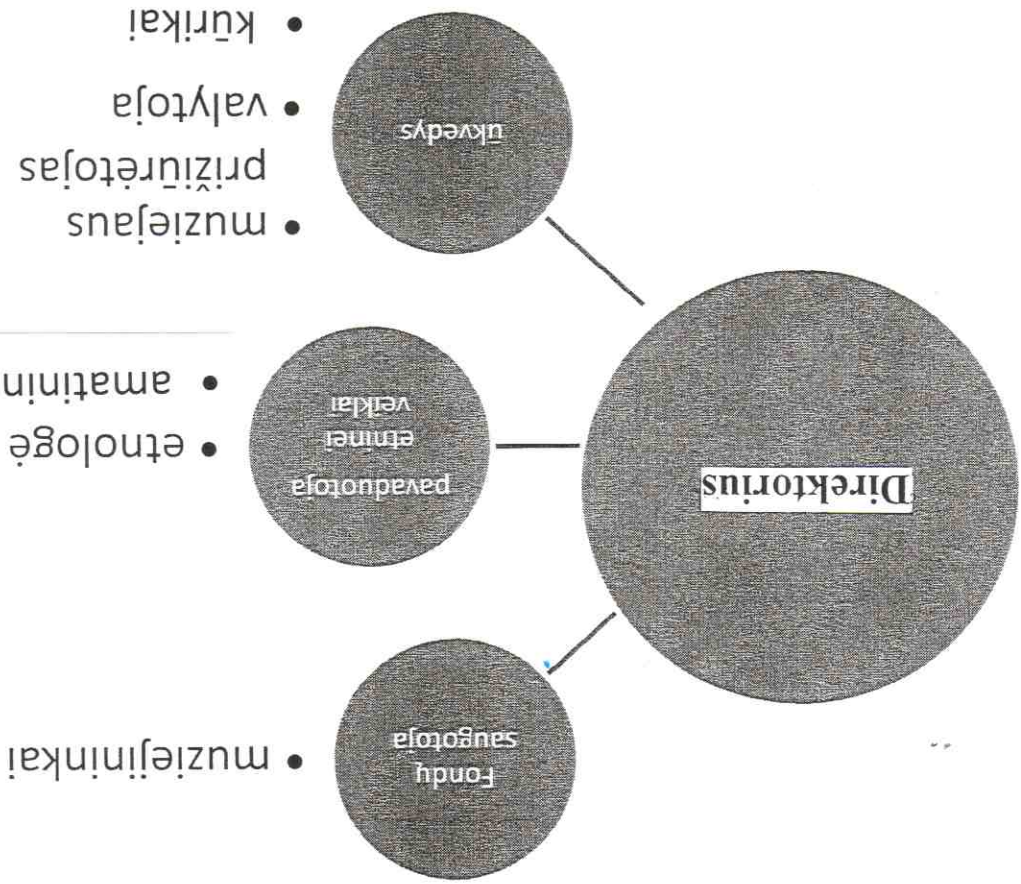 Direktorius
Fondų
saugotoja
• muziejininkai
pavaduotoja
etninei
veiklai
• etnologė
• amatinin
ūkvedys
• muziejaus
prižiūrėtojas
• valytoja
• kūrikai